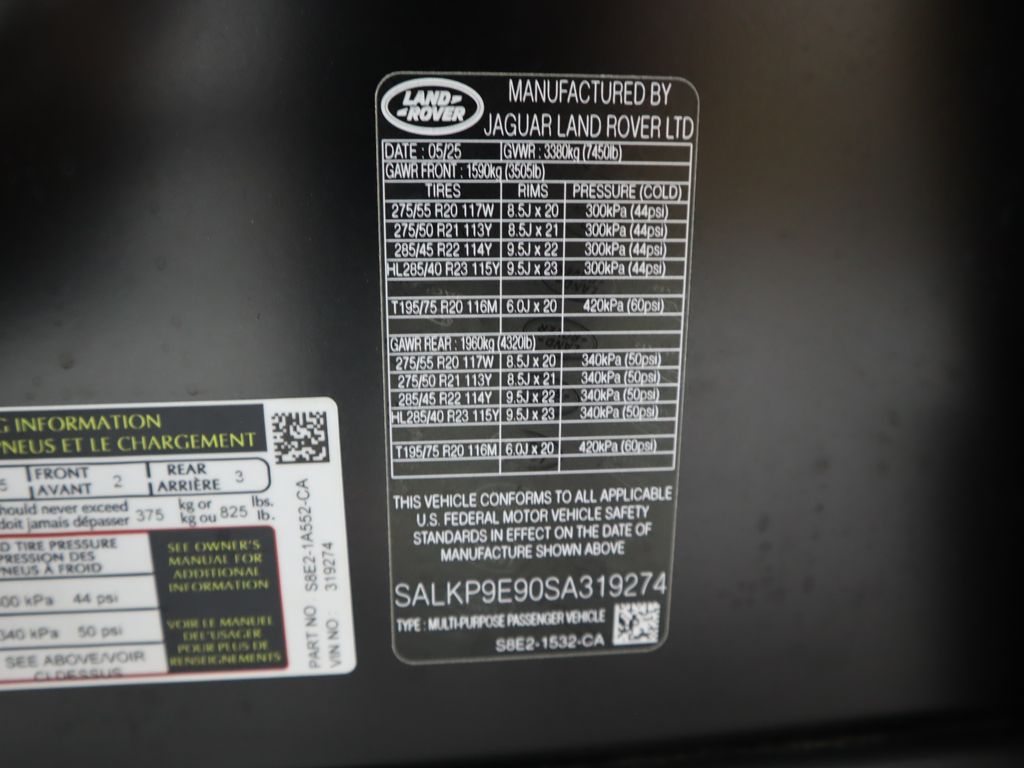 LAND-
-ROVER
MANUFACTURED BY
JAGUAR LAND ROVER LTD
DATE : 05/25 GVWR : 3380kg (7450lb)
GAWR FRONT : 1590kg (3505lb)
TIRES RIMS PRESSURE (COLD)
275/55 R20 117W 8.5J x 20 300kPa (44psi)
275/50 R21 113Y 8.5J x 21 300kPa (44psi)
285/45 R22 114Y 9.5J x 22 300kPa (44psi)
HL285/40 R23 115Y 9.5J x 23 300kPa (44psi)
T195/75 R20 116M 6.0J x 20 420kPa (60psi)
GAWR REAR : 1960kg (4320lb)
275/55 R20 117W 8.5J x 20 340kPa (50psi)
275/50 R21 113Y 8.5J x 21 340kPa (50psi)
285/45 R22 114Y 9.5J x 22 340kPa (50psi)
HL285/40 R23 115Y 9.5J x 23 340kPa (50psi)
T195/75 R20 116M 6.0J x 20 420kPa (60psi)
THIS VEHICLE CONFORMS TO ALL APPLICABLE
U.S. FEDERAL MOTOR VEHICLE SAFETY
STANDARDS IN EFFECT ON THE DATE OF
MANUFACTURE SHOWN ABOVE
SALKP9E90SA319274
TYPE : MULTI-PURPOSE PASSENGER VEHICLE
S8E2-1532-CA
G INFORMATION
PNEUS ET LE CHARGEMENT
5 FRONT AVANT 2 REAR ARRIÈRE 3
hould never exceed 375 kg or 825 lbs.
doit jamais dépasser kg ou lb.
D TIRE PRESSURE
PRESSION DES
NEUS À FROID
SEE OWNER'S
MANUAL FOR
ADDITIONAL
INFORMATION
00 kPa 44 psi
340 kPa 50 psi
VOIR LE MANUEL
DE L'USAGER
POUR PLUS DE
RENSEIGNEMENTS
SEE ABOVE/VOIR
CI DESSUS
PART NO : S8E2-1A552-CA
VIN NO : 319274